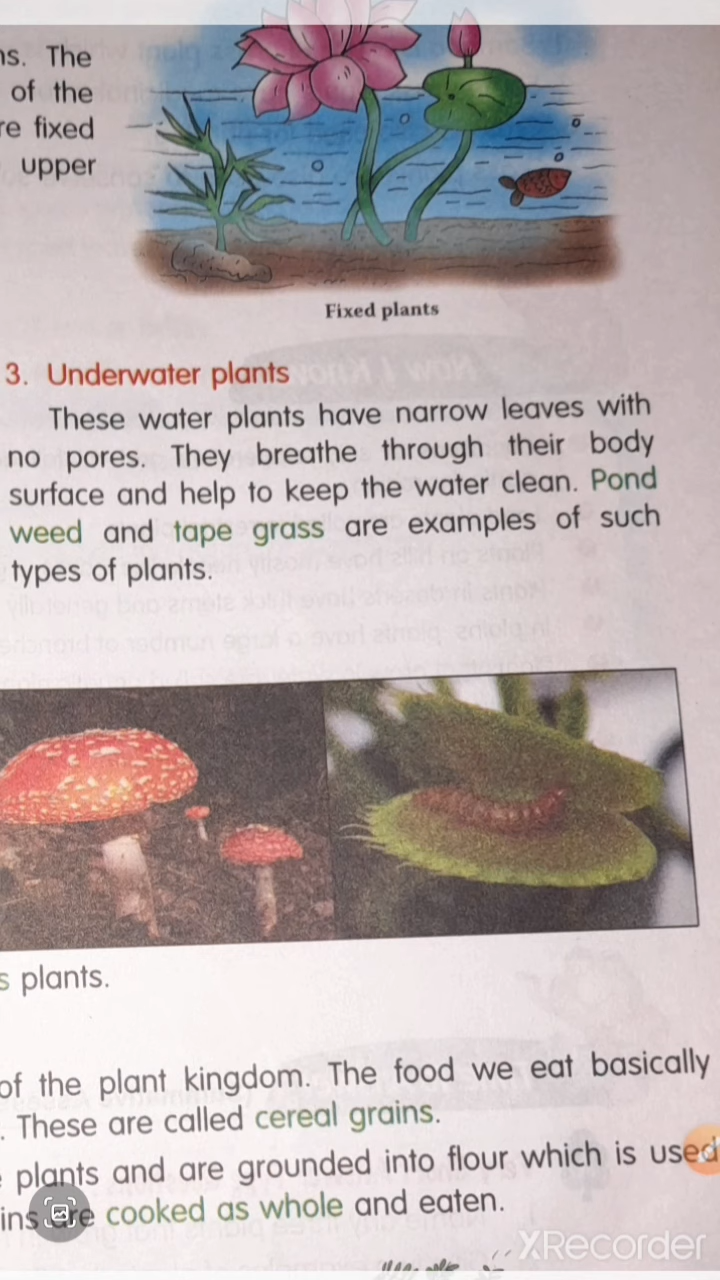 ns. The
of the
re fixed
upper
Fixed plants
3. Underwater plants
These water plants have narrow leaves with
no pores. They breathe through their body
surface and help to keep the water clean. Pond
weed and tape grass are examples of such
types of plants.
s plants.
of the plant kingdom. The food we eat basically
. These are called cereal grains.
plants and are grounded into flour which is used
ins are cooked as whole and eaten.
XRecorder